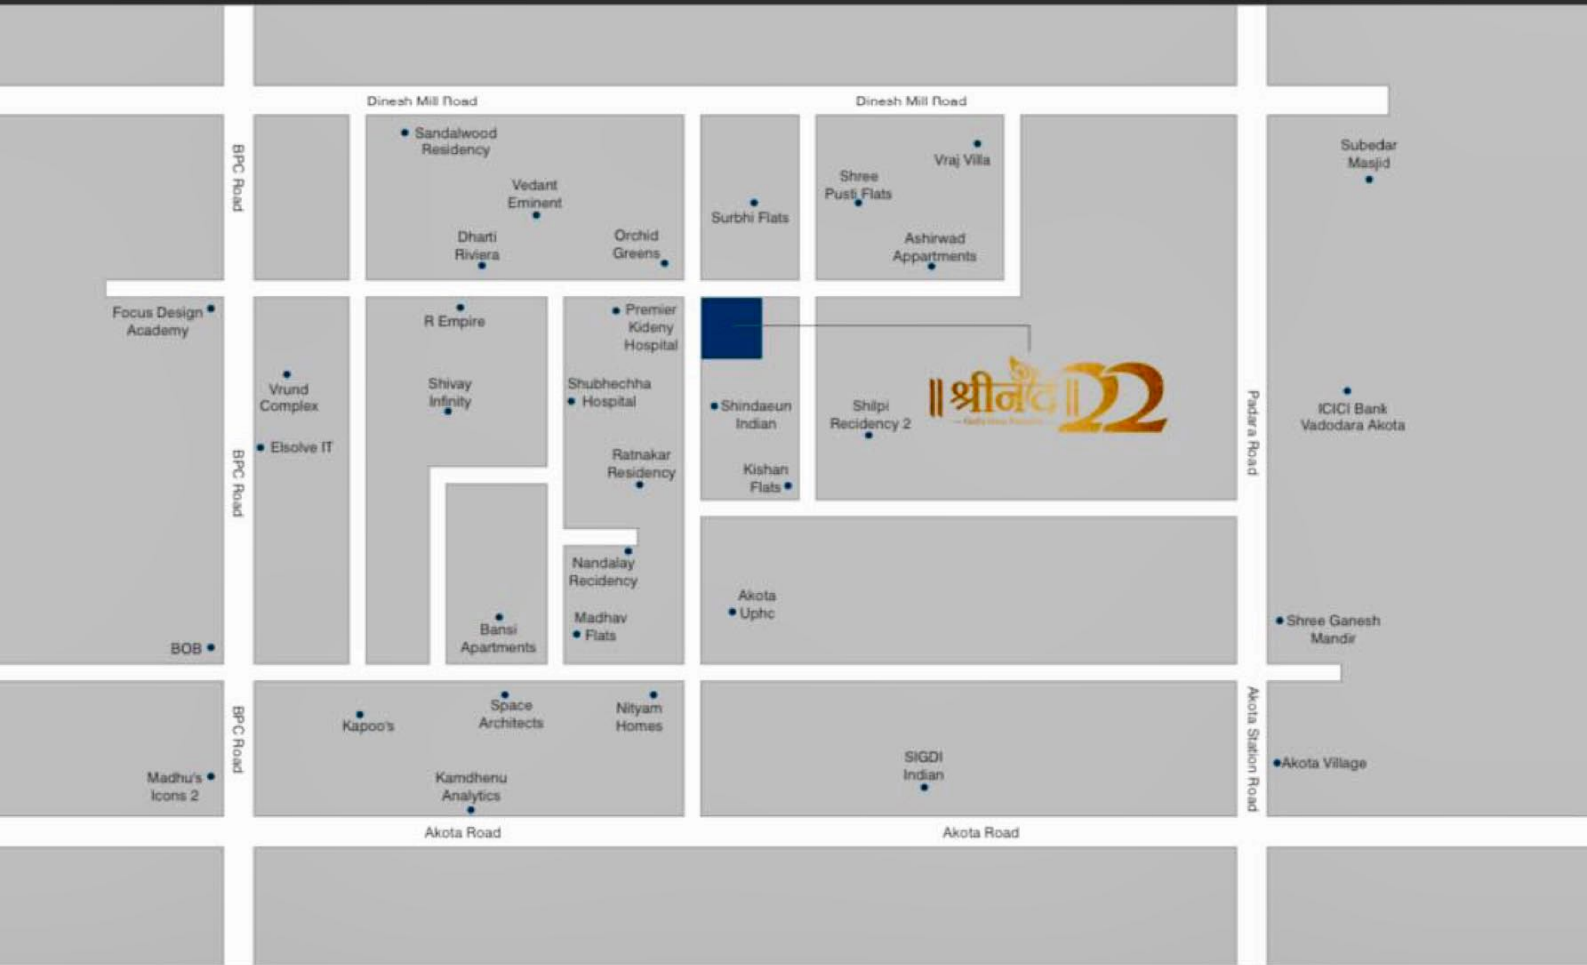 Dinesh Mill Road
Dinesh Mill Road
BPC Road
Sandalwood
Residency
Vedant
Eminent
Dharti
Riviera
Orchid
Greens
Surbhi Flats
Shree
Pusti Flats
Vraj Villa
Ashirwad
Appartments
Subedar
Masjid
Focus Design
Academy
R Empire
Premier
Kideny
Hospital
Vrund
Complex
Shivay
Infinity
Shubhechha
Hospital
Shindaeun
Indian
Shilpi
Recidency 2
॥श्रीनंद॥22
Padara Road
ICICI Bank
Vadodara Akota
Elsolve IT
BPC Road
Ratnakar
Residency
Kishan
Flats
Nandalay
Recidency
Akota
Uphc
Madhav
Flats
Bansi
Apartments
BOB
Shree Ganesh
Mandir
BPC Road
Kapoo's
Space
Architects
Nityam
Homes
Akota Station Road
SIGDI
Indian
Akota Village
Madhu's
Icons 2
Kamdhenu
Analytics
Akota Road
Akota Road